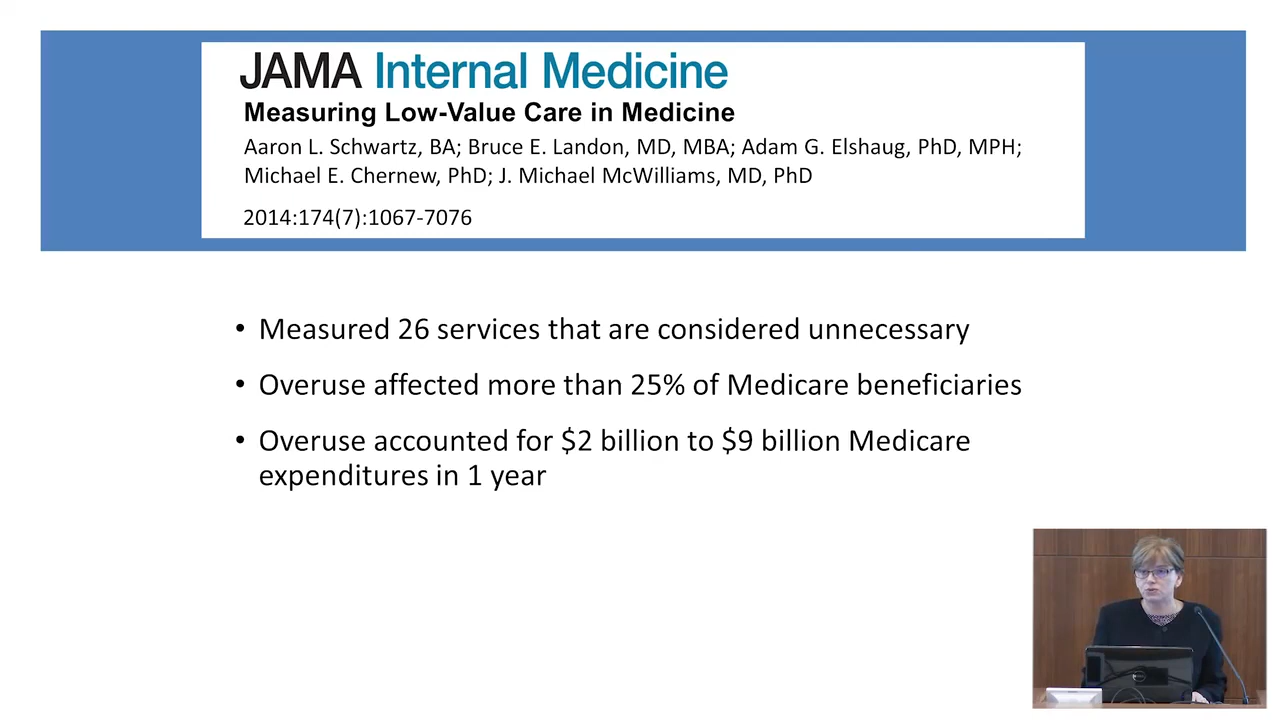 JAMA Internal Medicine
Measuring Low-Value Care in Medicine
Aaron L. Schwartz, BA; Bruce E. Landon, MD, MBA; Adam G. Elshaug, PhD, MPH;
Michael E. Chernew, PhD; J. Michael McWilliams, MD, PhD
2014:174(7):1067-7076
• Measured 26 services that are considered unnecessary
• Overuse affected more than 25% of Medicare beneficiaries
• Overuse accounted for $2 billion to $9 billion Medicare
expenditures in 1 year